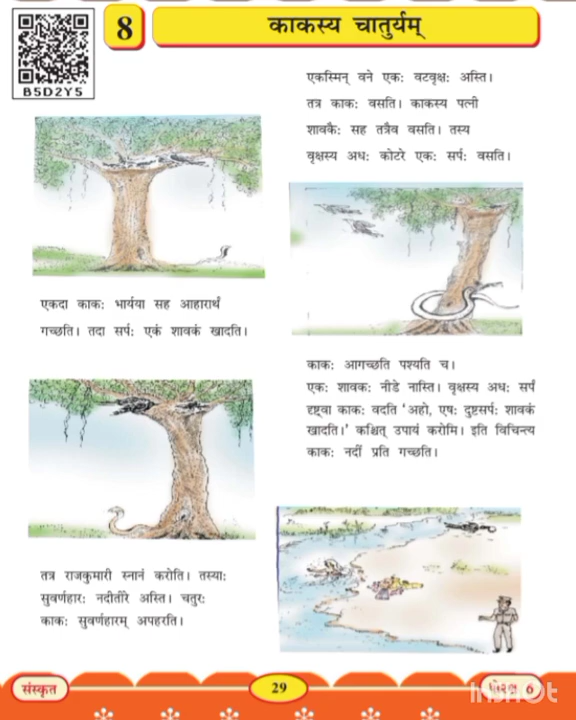 B5D2Y5
8
काकस्य चातुर्यम्
एकस्मिन् वने एकः वटवृक्षः अस्ति।
तत्र काकः वसति। काकस्य पत्नी
शावकैः सह तत्रैव वसति। तस्य
वृक्षस्य अधः कोटरे एकः सर्पः वसति।
एकदा काकः भार्यया सह आहारार्थं
गच्छति। तदा सर्पः एकं शावकं खादति।
काकः आगच्छति पश्यति च।
एकः शावकः नीडे नास्ति। वृक्षस्य अधः सर्पं
दृष्ट्वा काकः वदति ‘अहो, एषः दुष्टसर्पः शावकं
खादति।’ कञ्चित् उपायं करोमि। इति विचिन्त्य
काकः नदीं प्रति गच्छति।
तत्र राजकुमारी स्नानं करोति। तस्याः
सुवर्णहारः नदीतीरे अस्ति। चतुरः
काकः सुवर्णहारम् अपहरति।
संस्कृत
29
6
InShOt